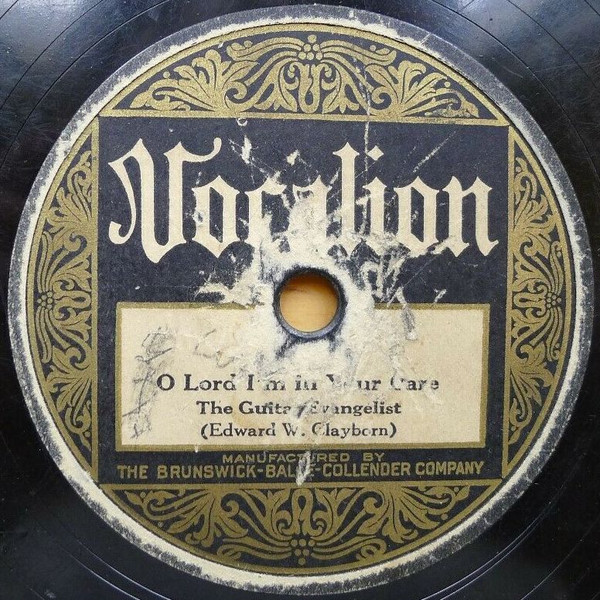 Vocalion
O Lord I'm in Your Care
The Guitar Evangelist
(Edward W. Clayborn)
MANUFACTURED BY
THE BRUNSWICK-BALKE-COLLENDER COMPANY